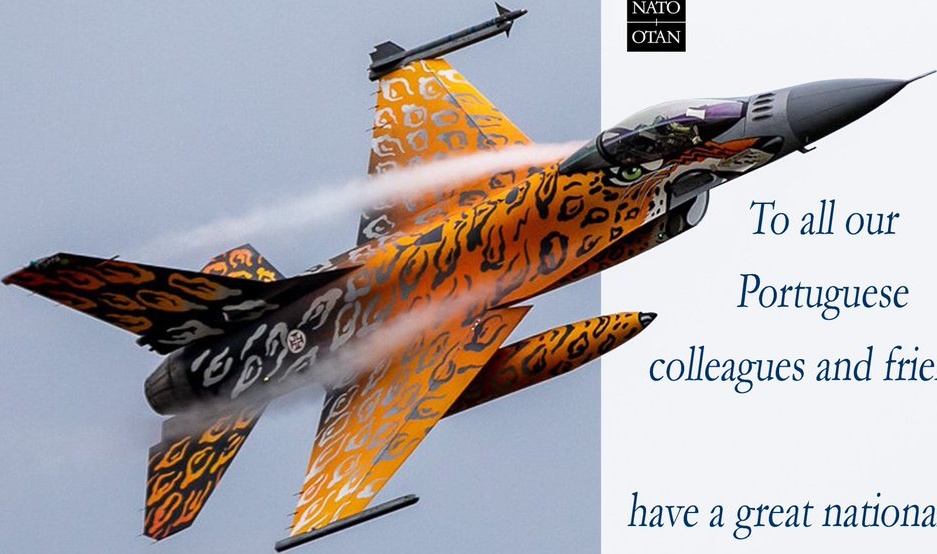 NATO
OTAN
To all our
Portuguese
colleagues and frie
have a great nationa